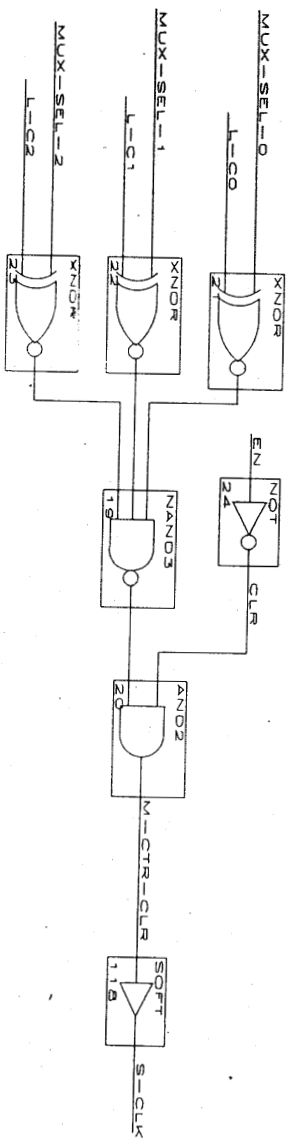 MUX-SEL-0
L-C0
XNOR
21
EN
NOT
24
CLR
MUX-SEL-1
L-C1
XNOR
22
NAND3
19
AND2
20
M-CTR-CLR
SOFT
118
S-CLK
MUX-SEL-2
L-C2
XNOR
23